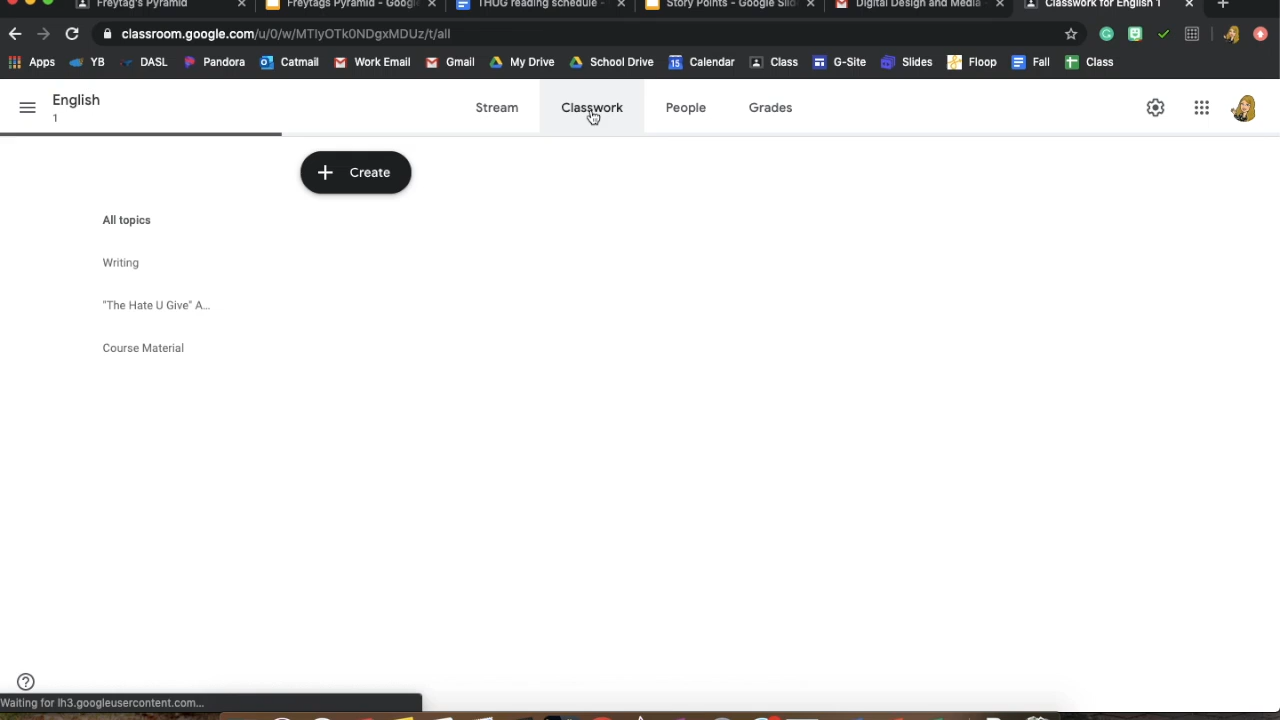 Freytag's Pyramid
Freytags Pyramid - Google
THUG reading schedule -
Story Points - Google Slid
Digital Design and Media
Classwork for English 1
classroom.google.com/u/0/w/MTIyOTk0NDgxMDUz/t/all
Apps YB DASL Pandora Catmail Work Email Gmail My Drive School Drive Calendar Class G-Site Slides Floop Fall Class
English
1
Stream Classwork People Grades
+ Create
All topics
Writing
"The Hate U Give" A...
Course Material
Waiting for lh3.googleusercontent.com...